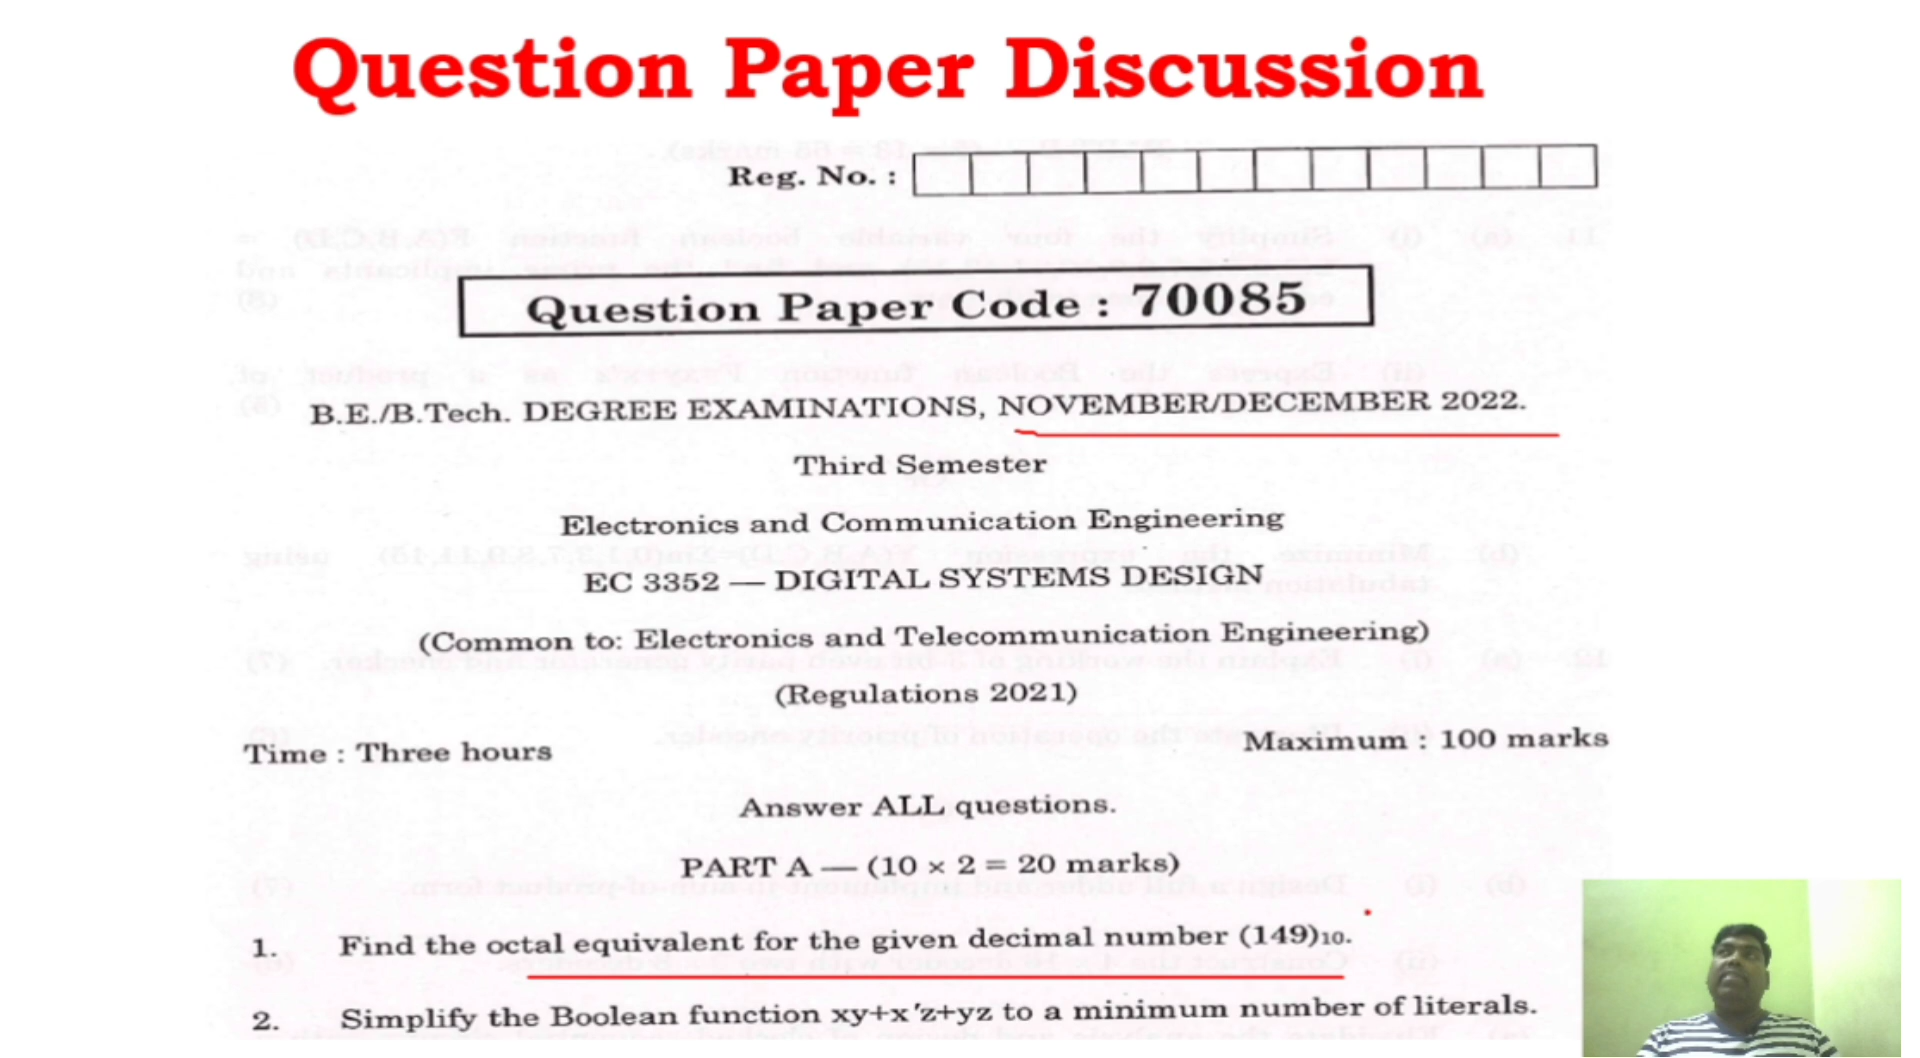 Question Paper Discussion
Reg. No. :
Question Paper Code : 70085
B.E./B.Tech. DEGREE EXAMINATIONS, NOVEMBER/DECEMBER 2022.
Third Semester
Electronics and Communication Engineering
EC 3352 — DIGITAL SYSTEMS DESIGN
(Common to: Electronics and Telecommunication Engineering)
(Regulations 2021)
Time : Three hours Maximum : 100 marks
Answer ALL questions.
PART A — (10 × 2 = 20 marks)
1. Find the octal equivalent for the given decimal number (149)₁₀.
2. Simplify the Boolean function xy+x′z+yz to a minimum number of literals.